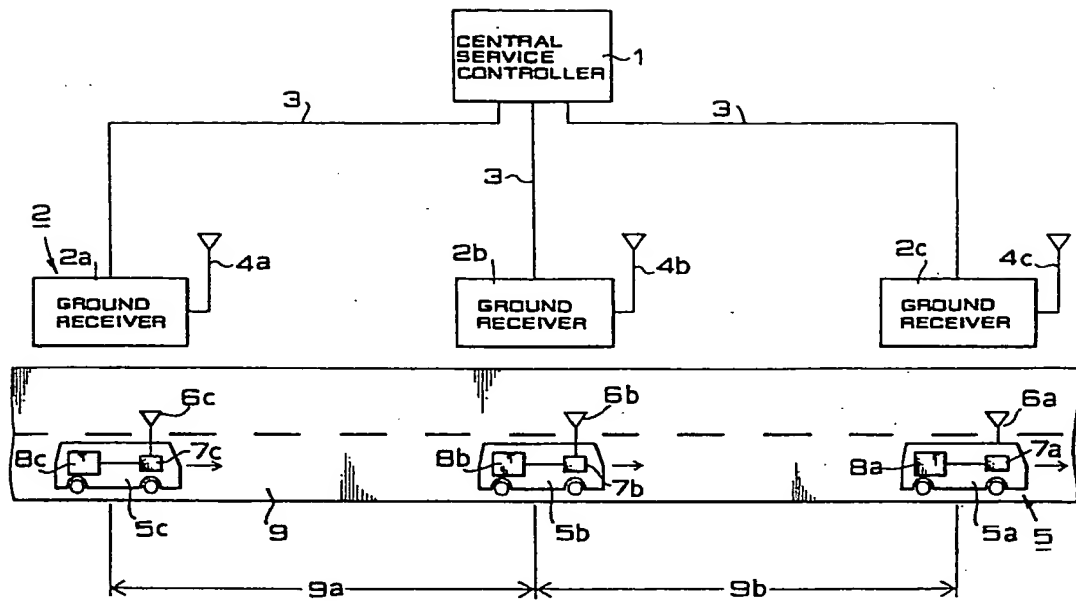 CENTRAL
SERVICE
CONTROLLER
1
3
3
3
2
2a
4a
2b
4b
2c
4c
GROUND
RECEIVER
GROUND
RECEIVER
GROUND
RECEIVER
6c
6b
6a
8c
7c
8b
7b
8a
7a
5c
9
5b
5a
5
9a
9b